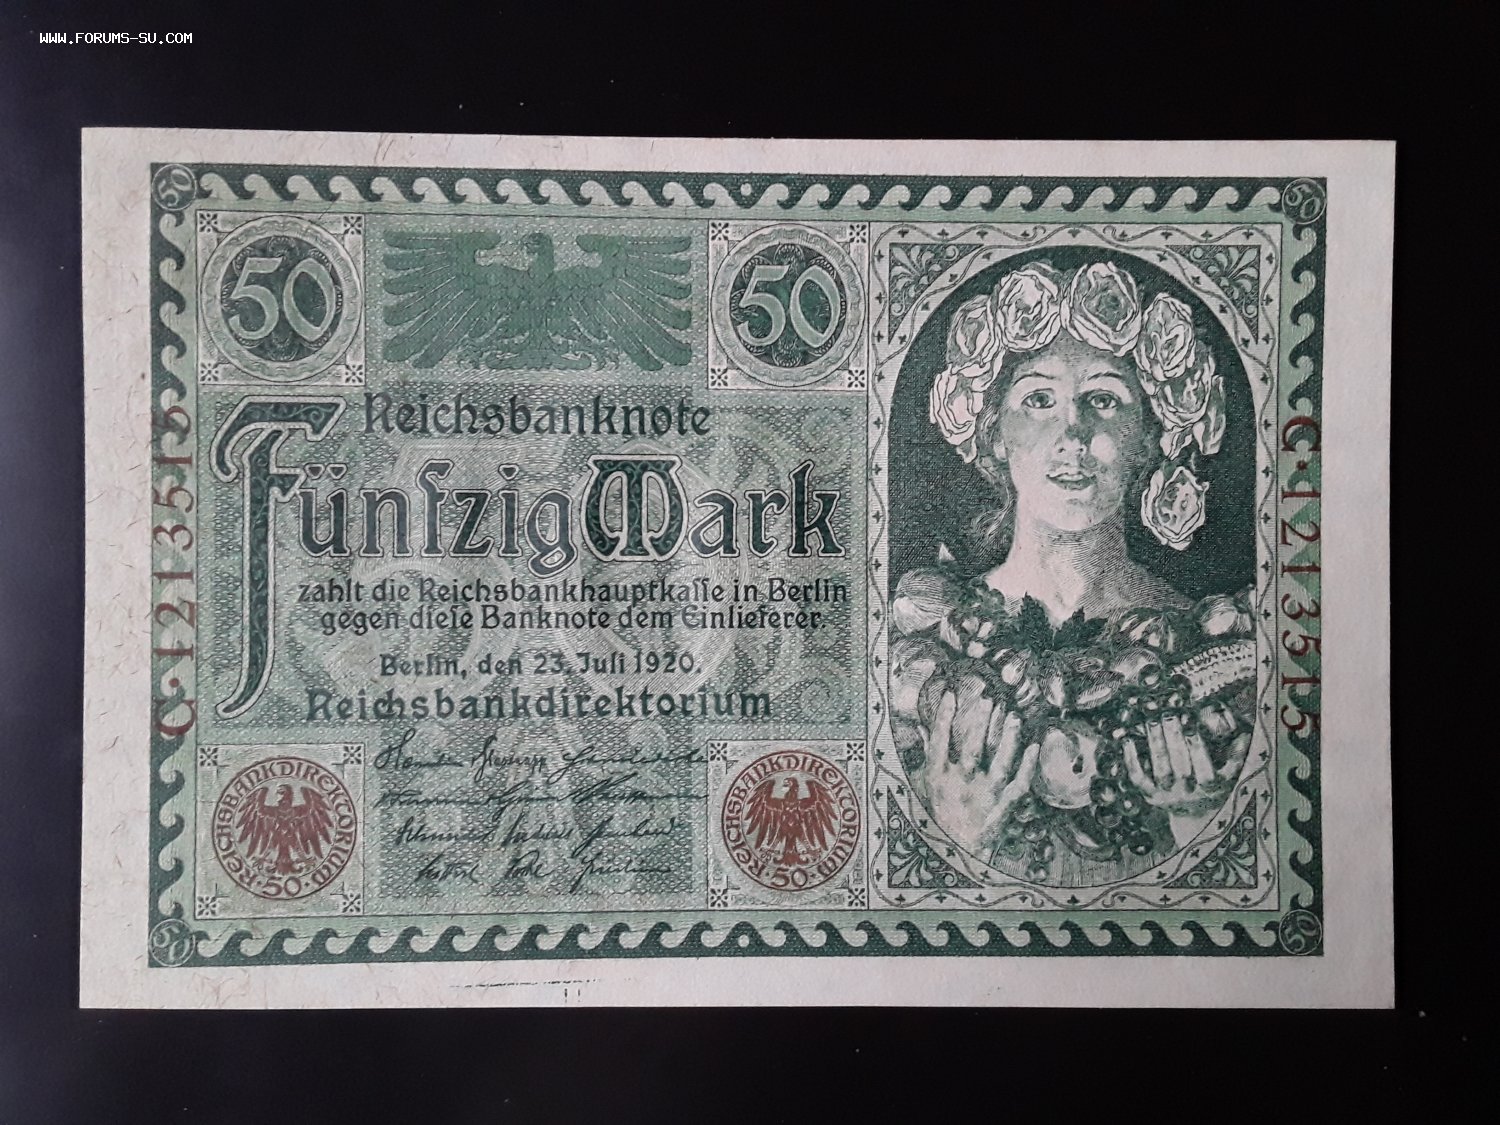 WWW.FORUMS-SU.COM
50
50
50
50
Reichsbanknote
Fünfzig Mark
zahlt die Reichsbankhauptkaſſe in Berlin
gegen dieſe Banknote dem Einlieferer.
Berlin, den 23. Juli 1920.
Reichsbankdirektorium
C·1213515
C·1213515
REICHSBANKDIREKTORIUM
·50·
REICHSBANKDIREKTORIUM
·50·
50
50